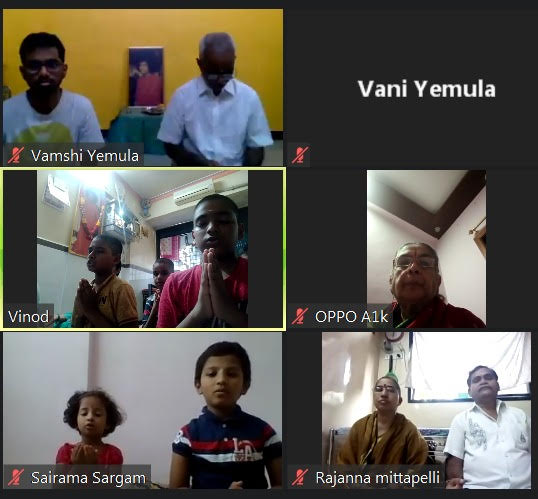 Vamshi Yemula
Vani Yemula
Vinod
OPPO A1k
Sairama Sargam
Rajanna mittapelli